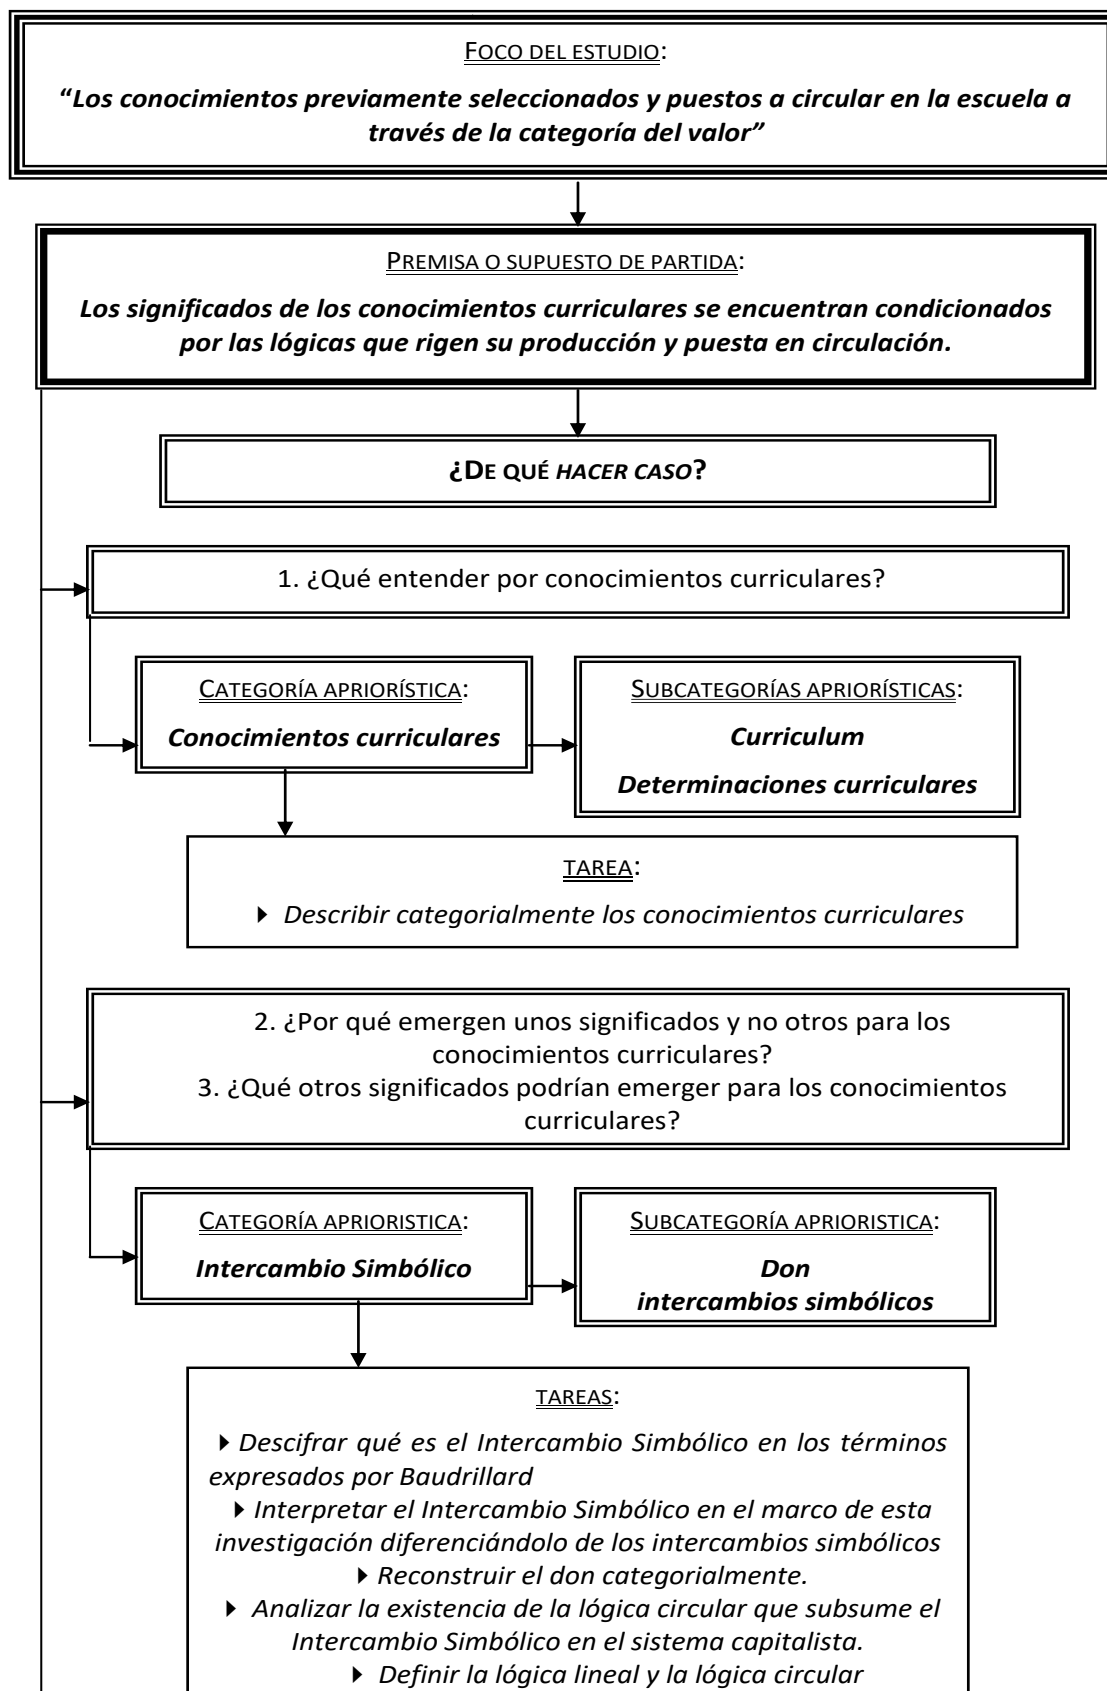 FOCO DEL ESTUDIO:
“Los conocimientos previamente seleccionados y puestos a circular en la escuela a
través de la categoría del valor”
PREMISA O SUPUESTO DE PARTIDA:
Los significados de los conocimientos curriculares se encuentran condicionados
por las lógicas que rigen su producción y puesta en circulación.
¿DE QUÉ HACER CASO?
1. ¿Qué entender por conocimientos curriculares?
CATEGORÍA APRIORÍSTICA:
Conocimientos curriculares
SUBCATEGORÍAS APRIORÍSTICAS:
Curriculum
Determinaciones curriculares
TAREA:
Describir categorialmente los conocimientos curriculares
2. ¿Por qué emergen unos significados y no otros para los
conocimientos curriculares?
3. ¿Qué otros significados podrían emerger para los conocimientos
curriculares?
CATEGORÍA APRIORISTICA:
Intercambio Simbólico
SUBCATEGORÍA APRIORISTICA:
Don
intercambios simbólicos
TAREAS:
Descifrar qué es el Intercambio Simbólico en los términos
expresados por Baudrillard
Interpretar el Intercambio Simbólico en el marco de esta
investigación diferenciándolo de los intercambios simbólicos
Reconstruir el don categorialmente.
Analizar la existencia de la lógica circular que subsume el
Intercambio Simbólico en el sistema capitalista.
Definir la lógica lineal y la lógica circular